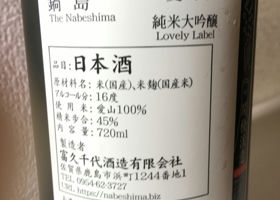 鍋島
The Nabeshima
純米大吟醸
Lovely Label
品目：日本酒
原材料名：米(国産)、米麹(国産米)
アルコール分：16度
使用米：愛山100%
精米歩合：45%
内容量：720ml
製造者
富久千代酒造有限会社
佐賀県鹿島市浜町1244番地1
TEL 0954-62-3727
URL https://nabeshima.biz